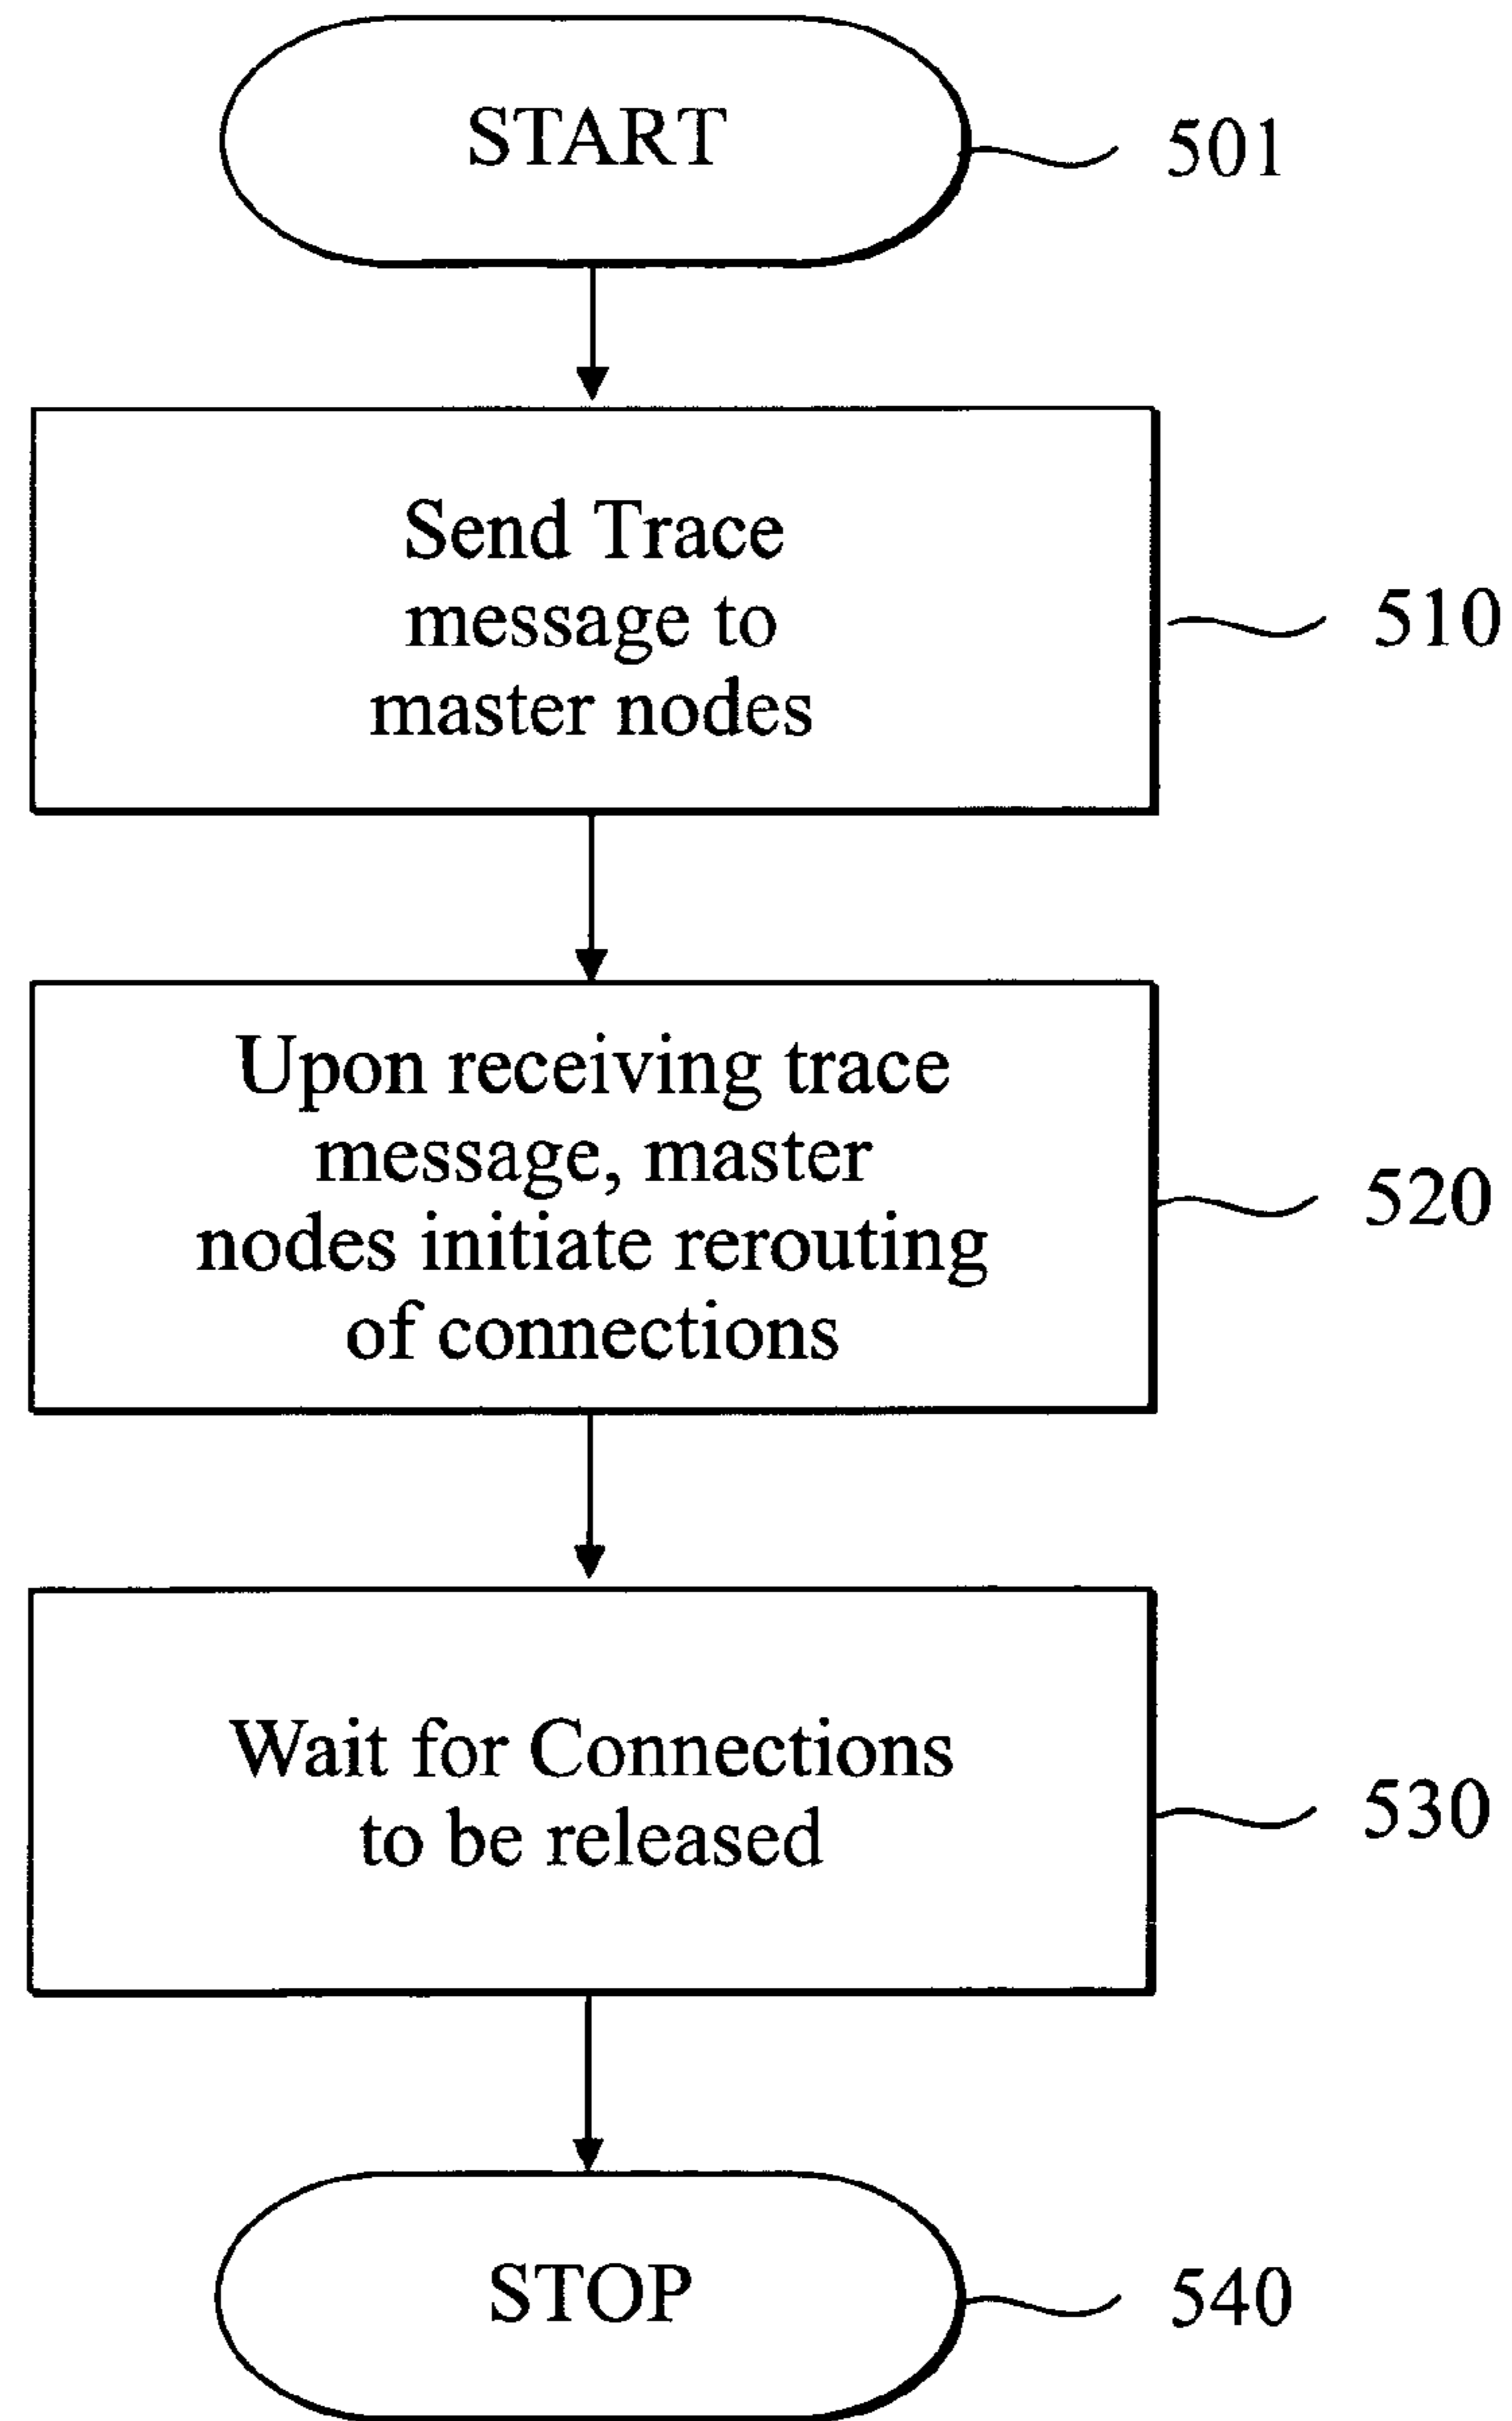 START
501
Send Trace
message to
master nodes
510
Upon receiving trace
message, master
nodes initiate rerouting
of connections
520
Wait for Connections
to be released
530
STOP
540